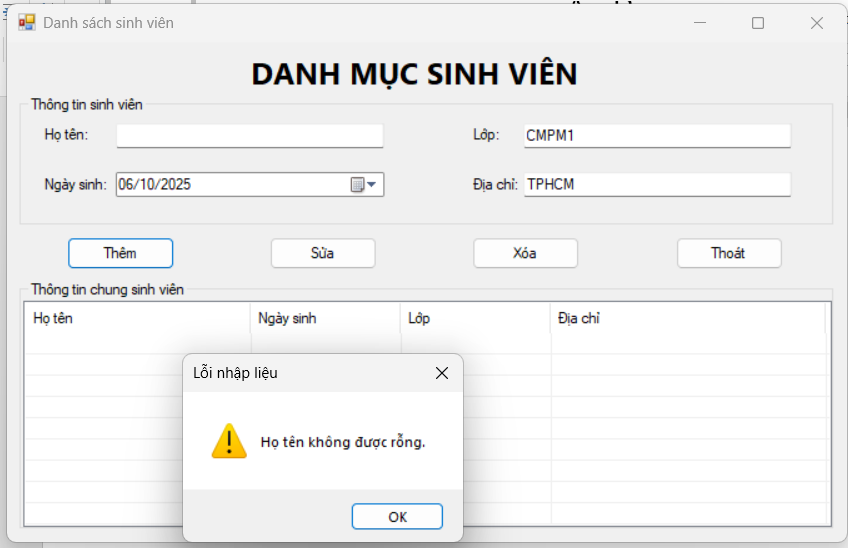 Danh sách sinh viên
DANH MỤC SINH VIÊN
Thông tin sinh viên
Họ tên:
Lớp: CMPM1
Ngày sinh: 06/10/2025
Địa chỉ: TPHCM
Thêm Sửa Xóa Thoát
Thông tin chung sinh viên
Họ tên Ngày sinh Lớp Địa chỉ
Lỗi nhập liệu
Họ tên không được rỗng.
OK